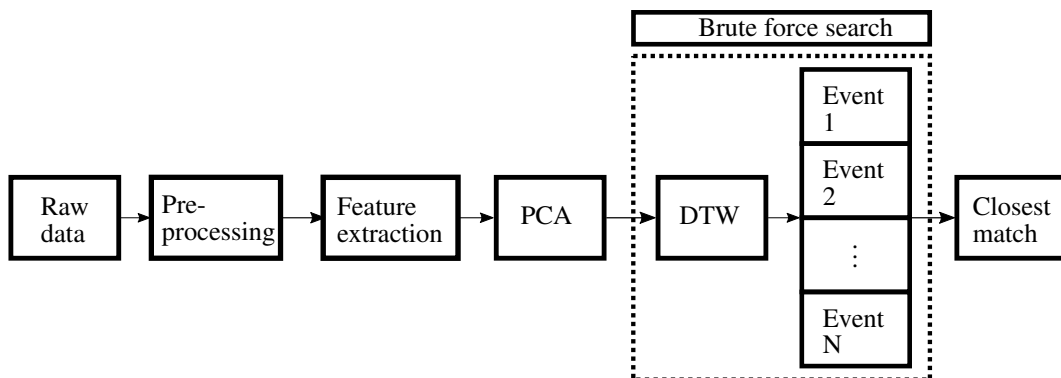 Brute force search
Raw
data
Pre-
processing
Feature
extraction
PCA
DTW
Event
1
Event
2
⋮
Event
N
Closest
match